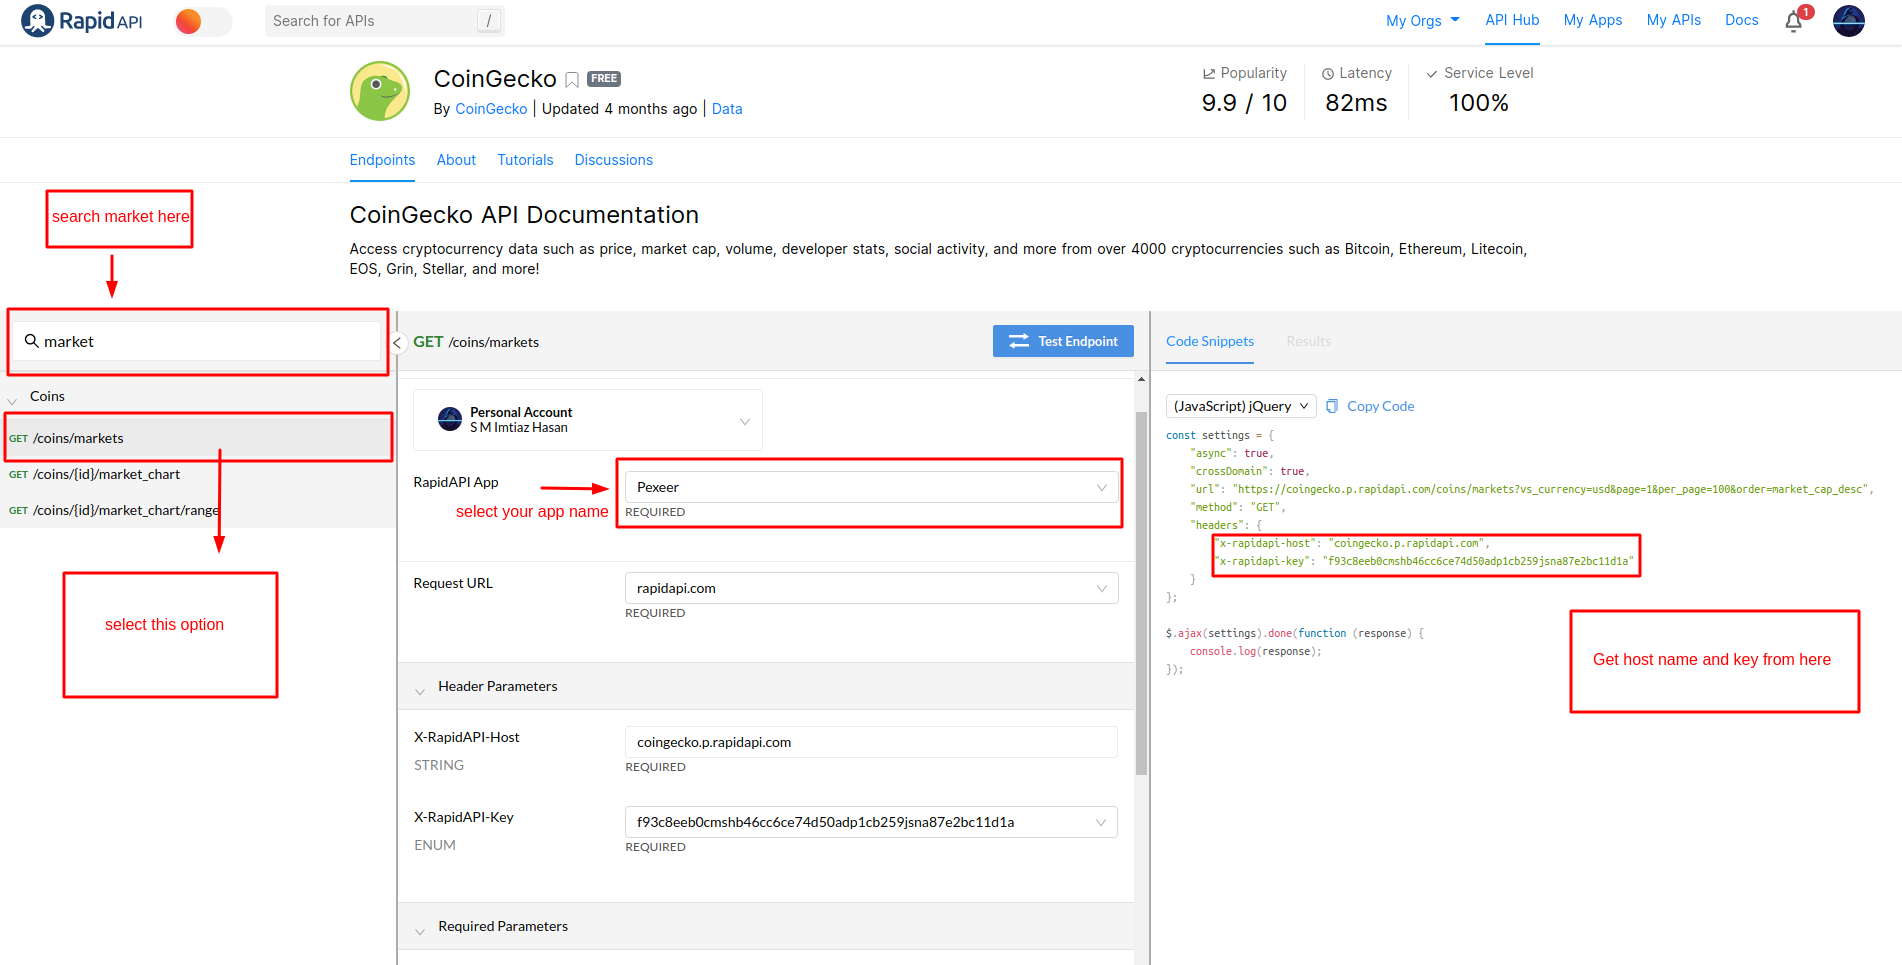 RapidAPI
Search for APIs
/
My Orgs
API Hub
My Apps
My APIs
Docs
1
CoinGecko
FREE
By CoinGecko | Updated 4 months ago | Data
Popularity
9.9 / 10
Latency
82ms
Service Level
100%
Endpoints
About
Tutorials
Discussions
search market here
CoinGecko API Documentation
Access cryptocurrency data such as price, market cap, volume, developer stats, social activity, and more from over 4000 cryptocurrencies such as Bitcoin, Ethereum, Litecoin,
EOS, Grin, Stellar, and more!
market
Coins
GET /coins/markets
GET /coins/{id}/market_chart
GET /coins/{id}/market_chart/range
select this option
GET /coins/markets
Test Endpoint
Personal Account
S M Imtiaz Hasan
RapidAPI App
select your app name
Pexeer
REQUIRED
Request URL
rapidapi.com
REQUIRED
Header Parameters
X-RapidAPI-Host
STRING
coingecko.p.rapidapi.com
REQUIRED
X-RapidAPI-Key
ENUM
f93c8eeb0cmshb46cc6ce74d50adp1cb259jsna87e2bc11d1a
REQUIRED
Required Parameters
Code Snippets
Results
(JavaScript) jQuery
Copy Code
const settings = {
"async": true,
"crossDomain": true,
"url": "https://coingecko.p.rapidapi.com/coins/markets?vs_currency=usd&page=1&per_page=100&order=market_cap_desc",
"method": "GET",
"headers": {
"x-rapidapi-host": "coingecko.p.rapidapi.com",
"x-rapidapi-key": "f93c8eeb0cmshb46cc6ce74d50adp1cb259jsna87e2bc11d1a"
}
};
$.ajax(settings).done(function (response) {
console.log(response);
});
Get host name and key from here